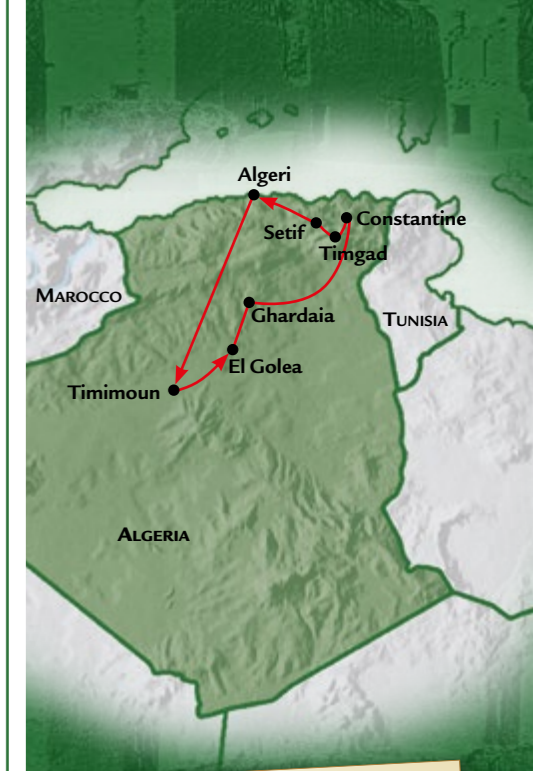 Algeri
Constantine
Setif
Timgad
MAROCCO
TUNISIA
Ghardaia
El Golea
Timimoun
ALGERIA